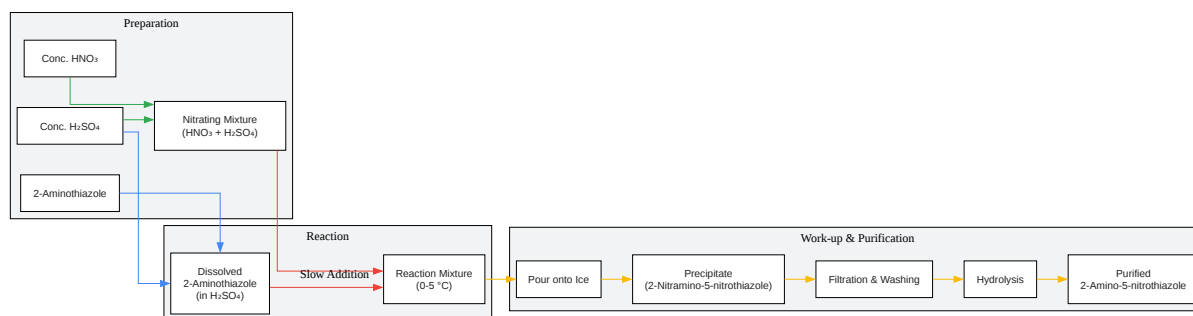 Preparation
Conc. HNO₃
Conc. H₂SO₄
Nitrating Mixture
(HNO₃ + H₂SO₄)
2-Aminothiazole
Reaction
Dissolved
2-Aminothiazole
(in H₂SO₄)
Slow Addition
Reaction Mixture
(0-5 °C)
Work-up & Purification
Pour onto Ice
Precipitate
(2-Nitramino-5-nitrothiazole)
Filtration & Washing
Hydrolysis
Purified
2-Amino-5-nitrothiazole